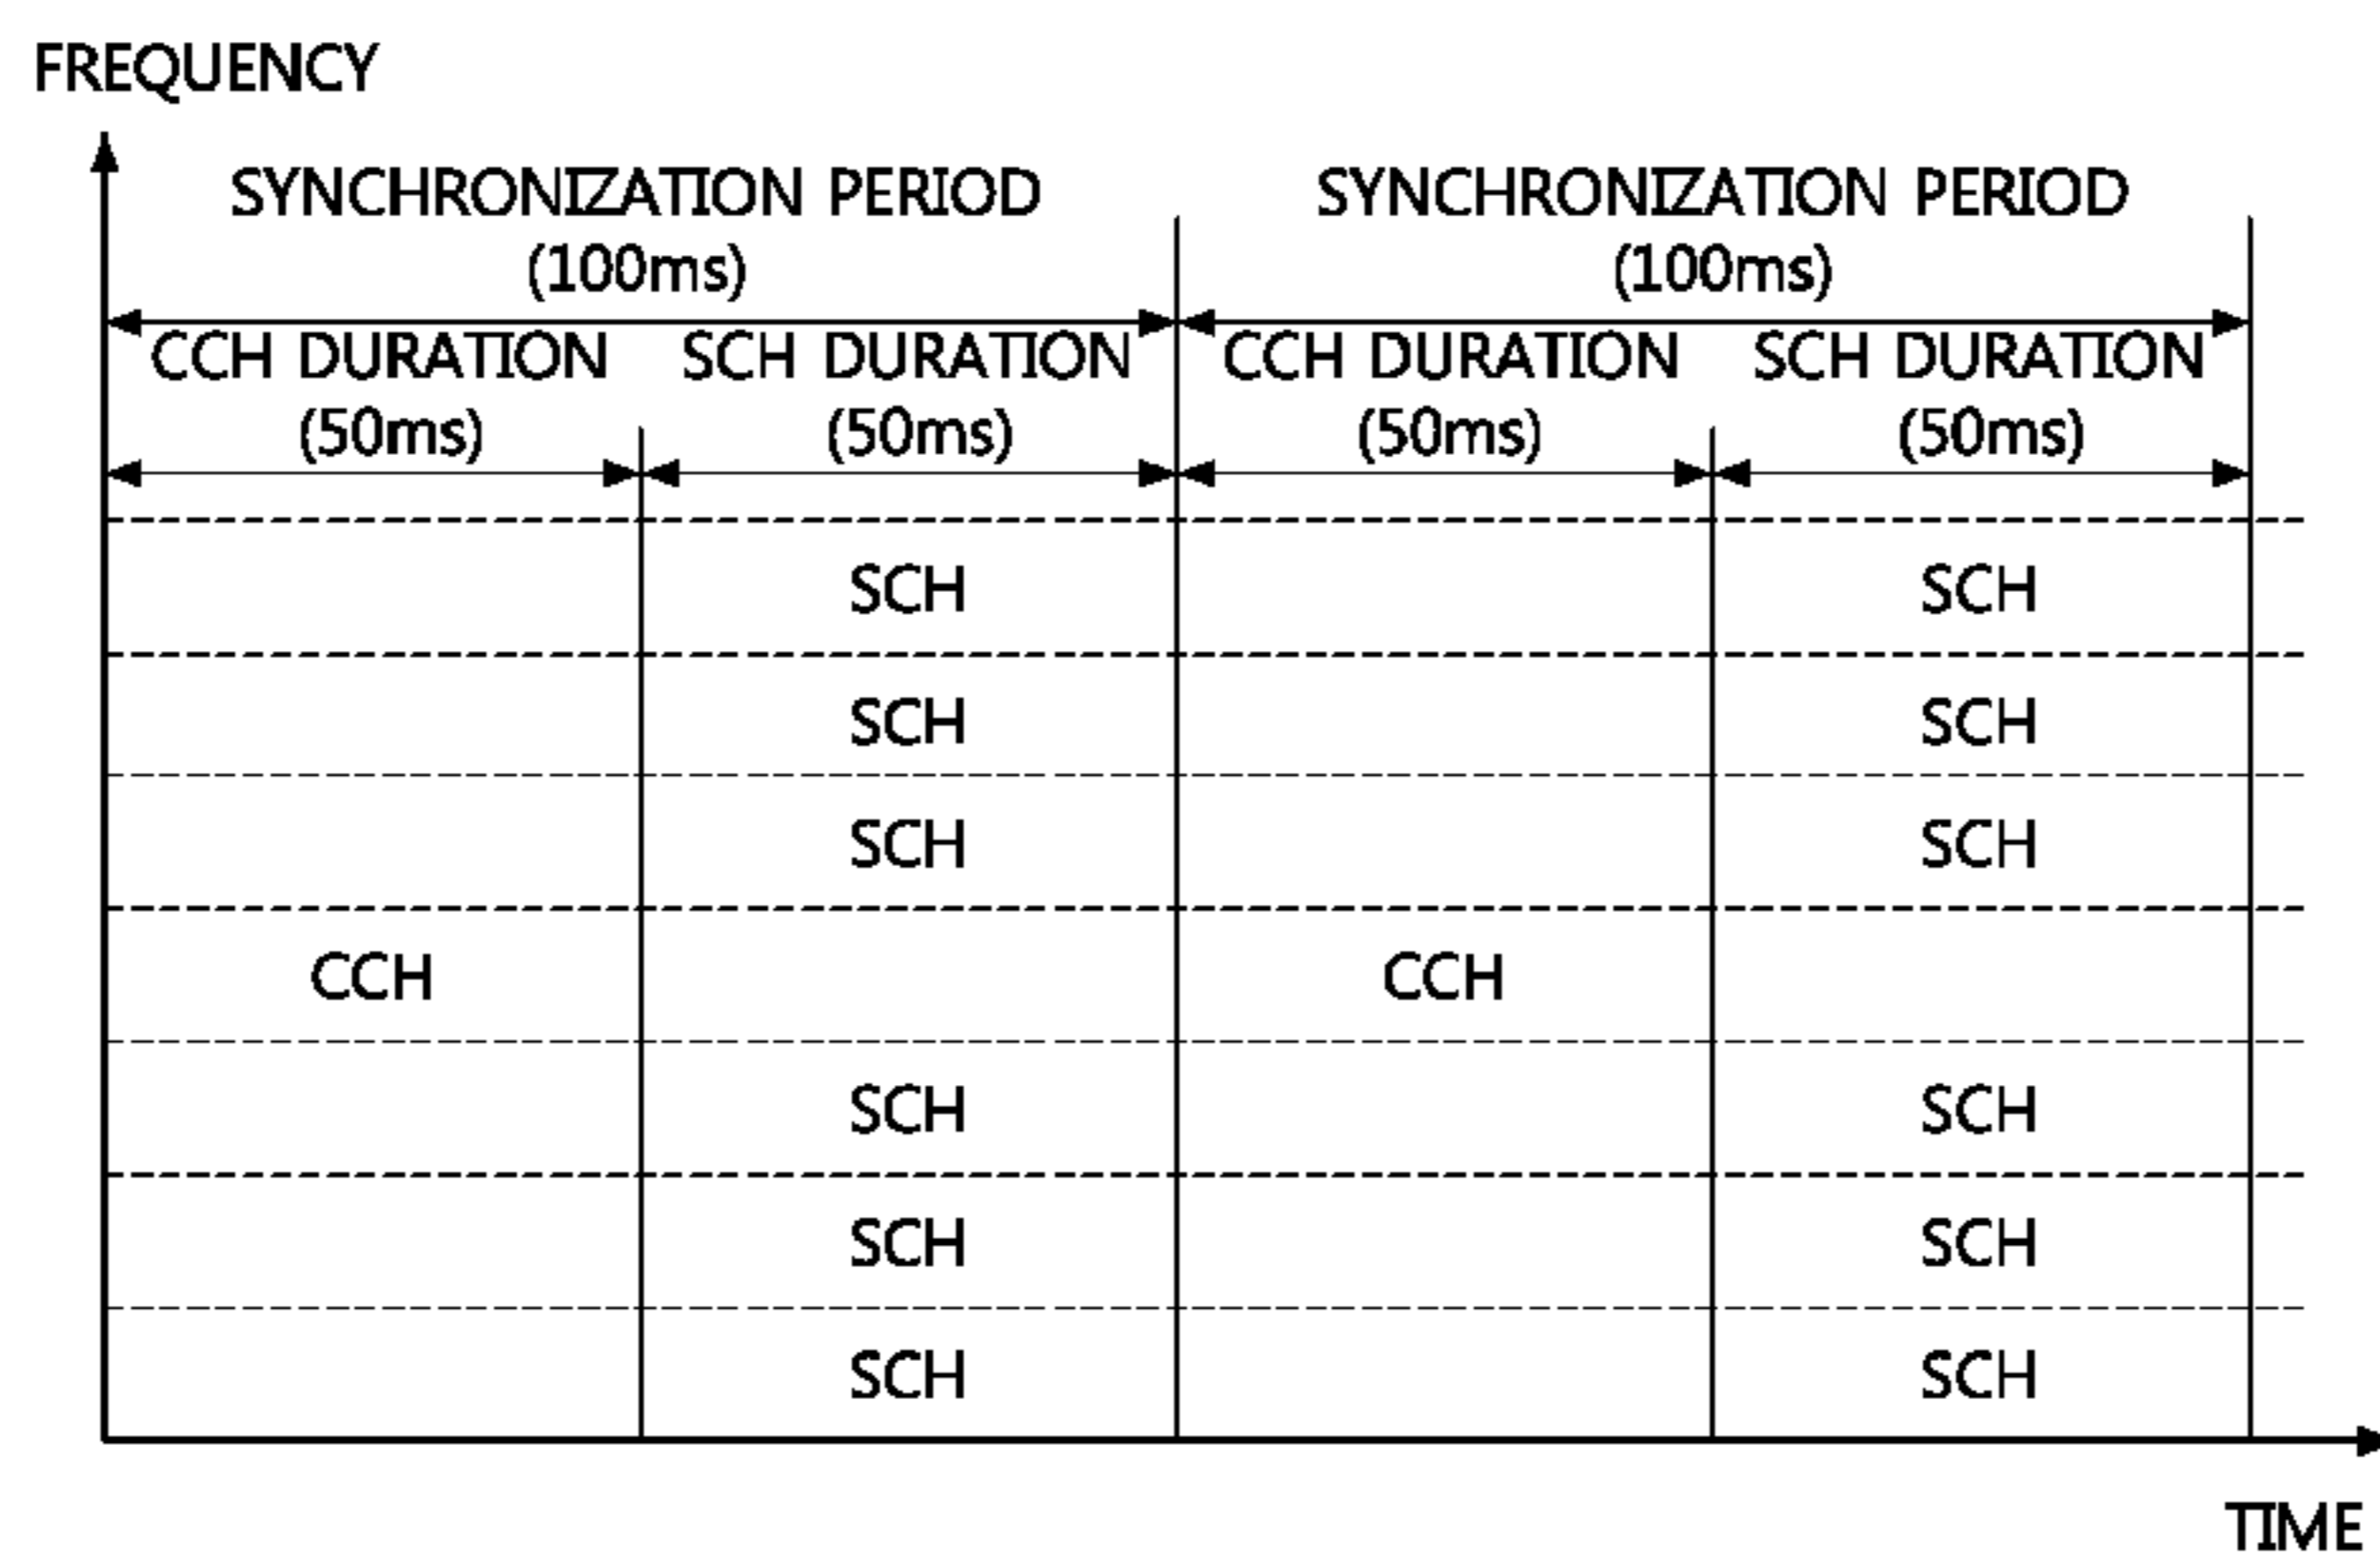 FREQUENCY
SYNCHRONIZATION PERIOD SYNCHRONIZATION PERIOD
(100ms) (100ms)
CCH DURATION SCH DURATION CCH DURATION SCH DURATION
(50ms) (50ms) (50ms) (50ms)
SCH SCH
SCH SCH
SCH SCH
CCH CCH
SCH SCH
SCH SCH
SCH SCH
TIME